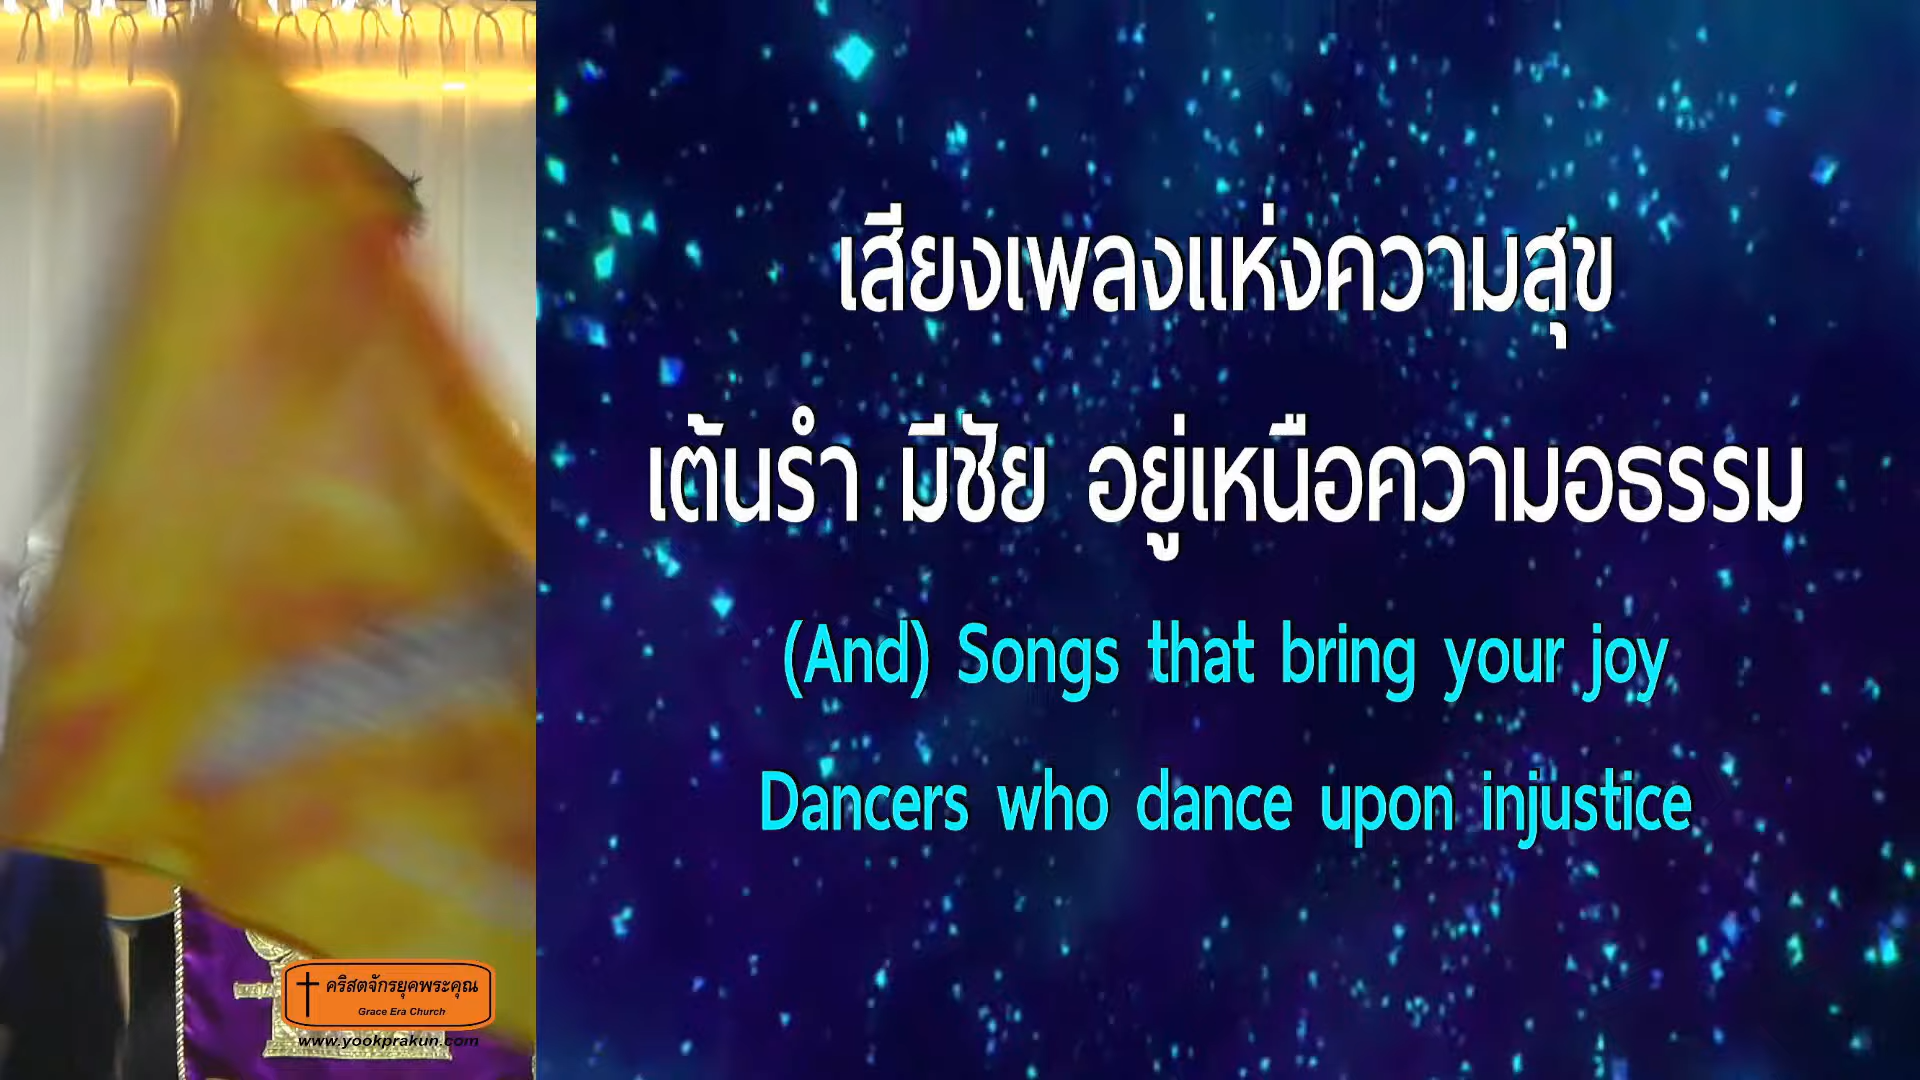 เสียงเพลงแห่งความสุข
เต้นรำ มีชัย อยู่เหนือความอธรรม
(And) Songs that bring your joy
Dancers who dance upon injustice
คริสตจักรยุคพระคุณ
Grace Era Church
www.yookprakun.com